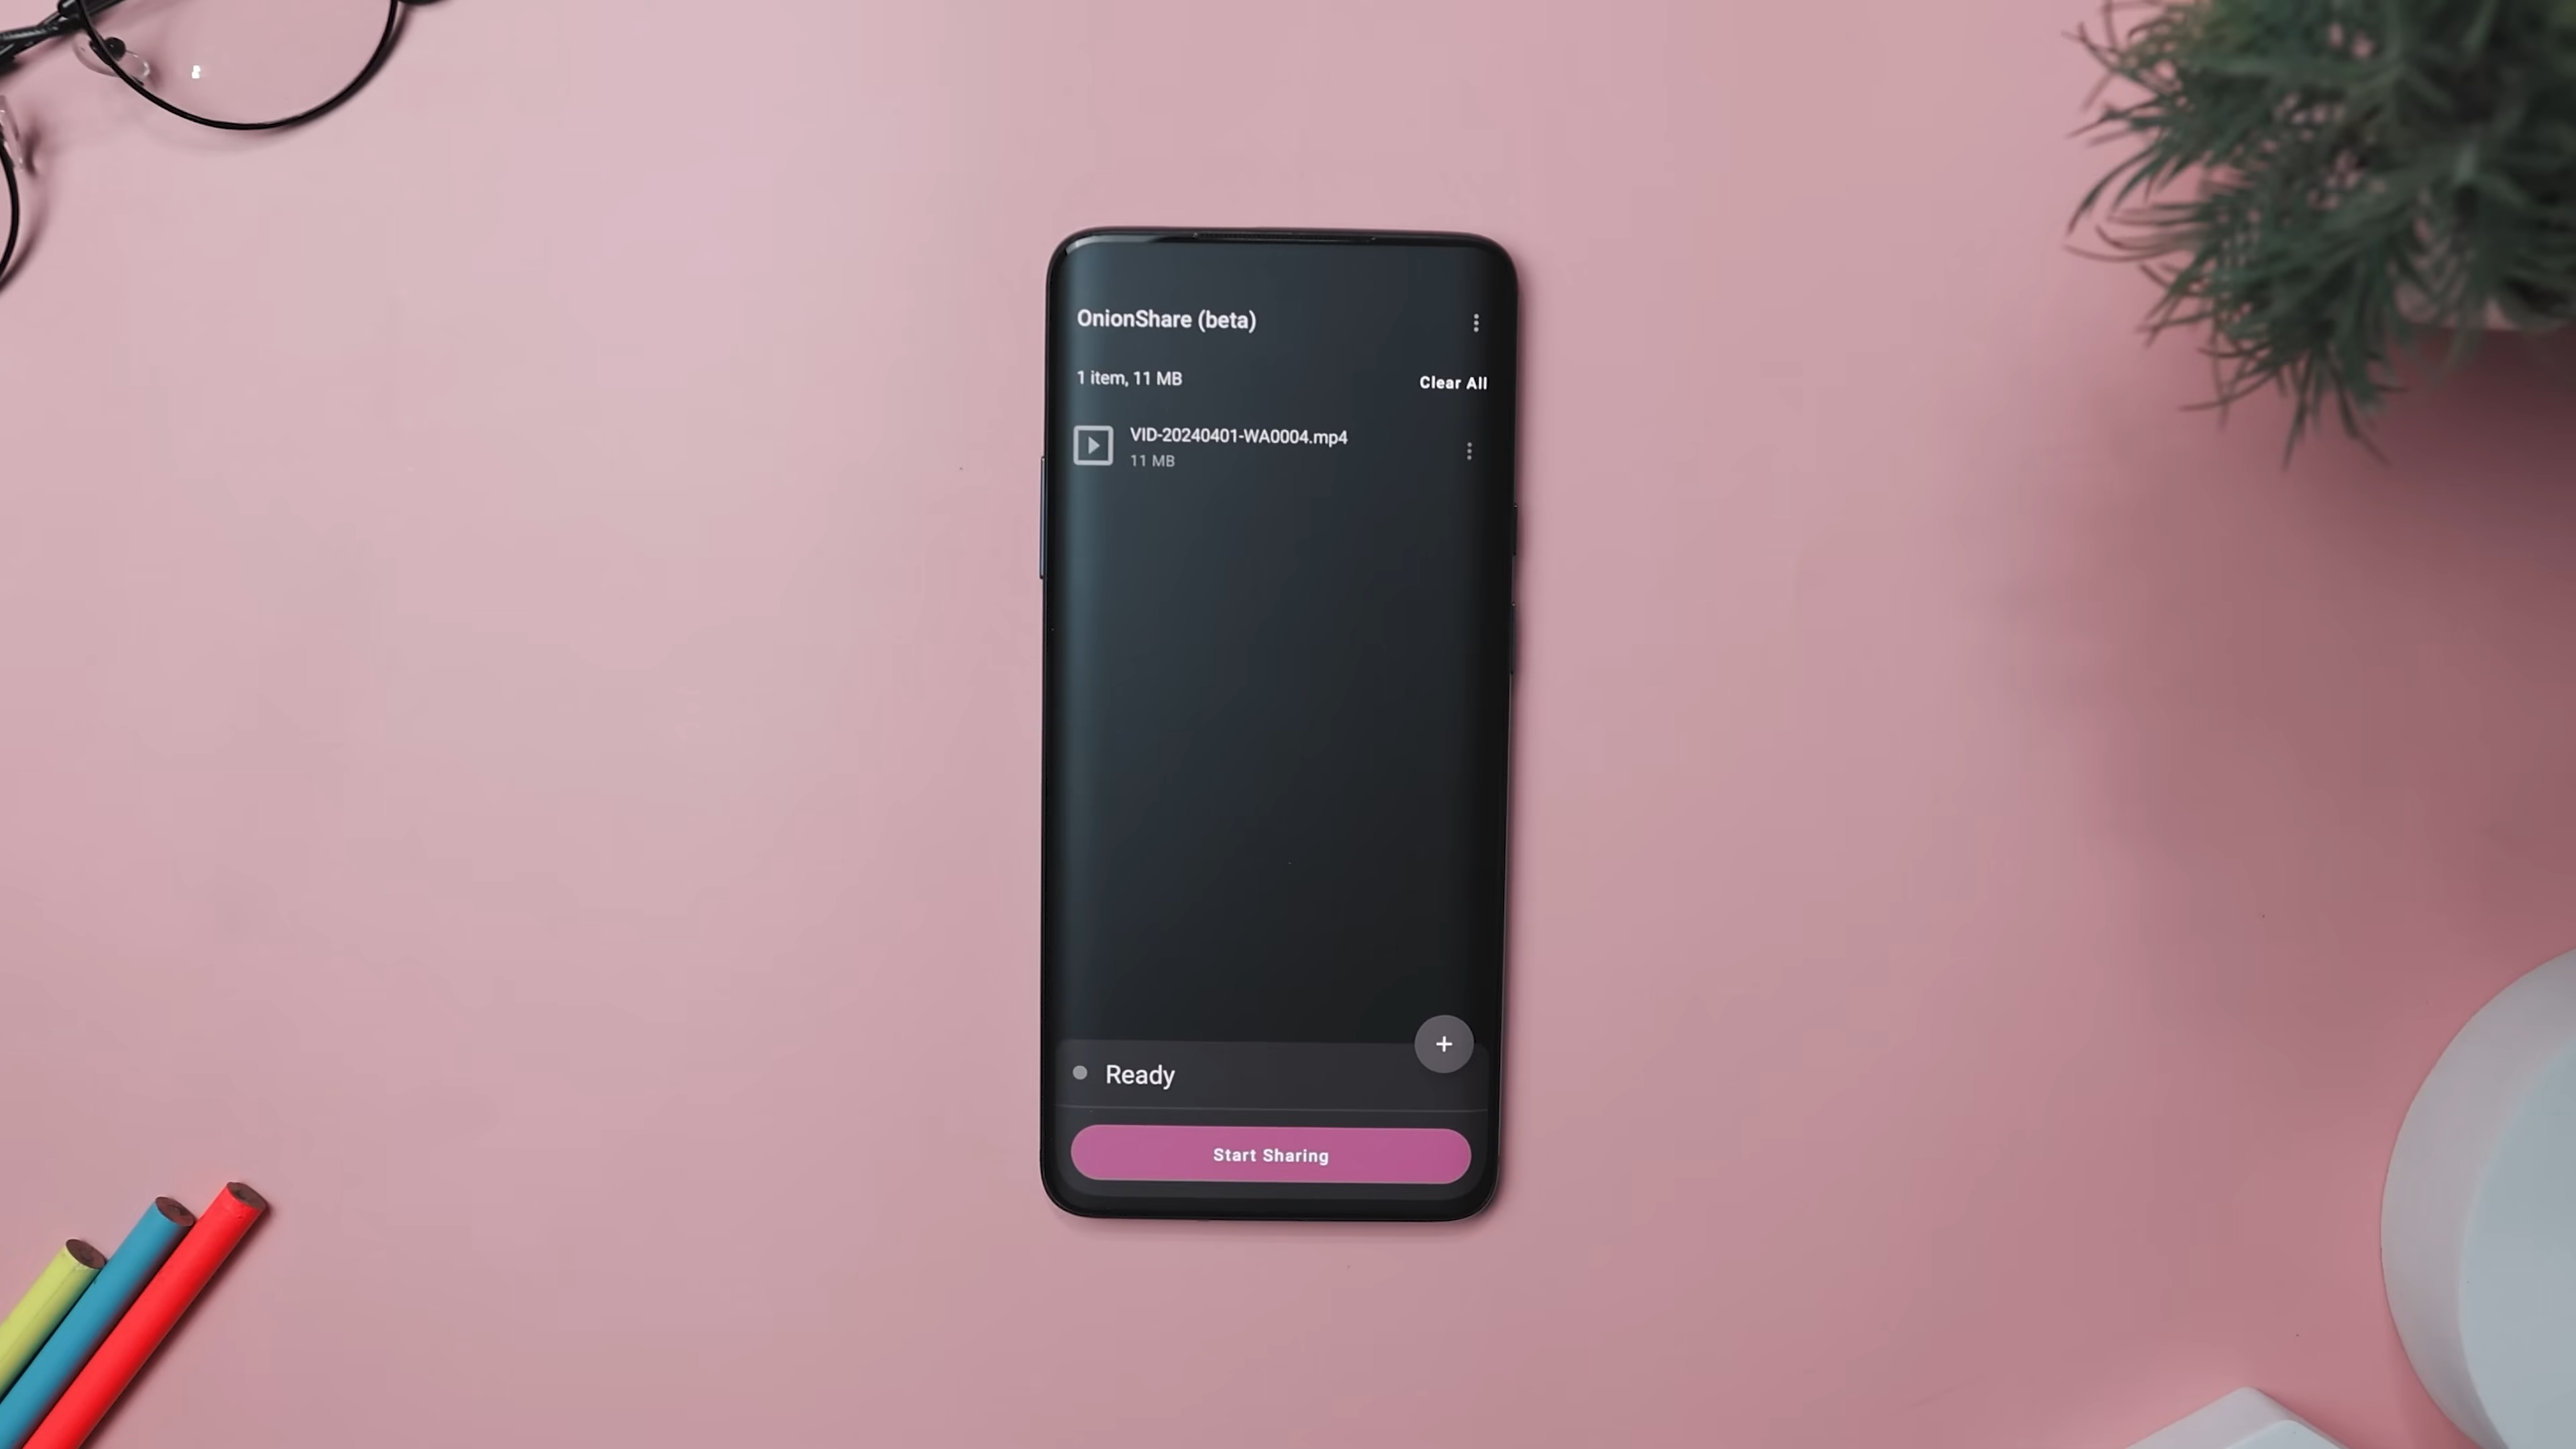 OnionShare (beta)
1 item, 11 MB
Clear All
VID-20240401-WA0004.mp4
11 MB
Ready
Start Sharing